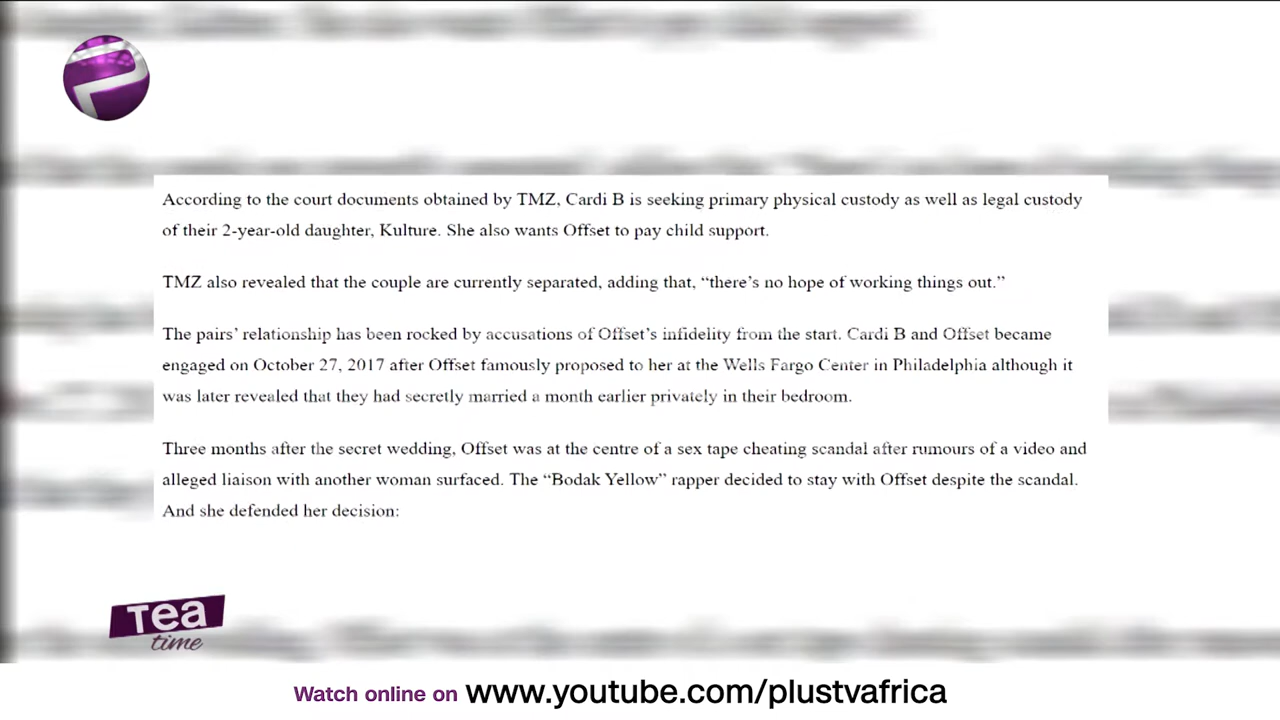 According to the court documents obtained by TMZ, Cardi B is seeking primary physical custody as well as legal custody
of their 2-year-old daughter, Kulture. She also wants Offset to pay child support.
TMZ also revealed that the couple are currently separated, adding that, “there’s no hope of working things out.”
The pairs’ relationship has been rocked by accusations of Offset’s infidelity from the start. Cardi B and Offset became
engaged on October 27, 2017 after Offset famously proposed to her at the Wells Fargo Center in Philadelphia although it
was later revealed that they had secretly married a month earlier privately in their bedroom.
Three months after the secret wedding, Offset was at the centre of a sex tape cheating scandal after rumours of a video and
alleged liaison with another woman surfaced. The “Bodak Yellow” rapper decided to stay with Offset despite the scandal.
And she defended her decision:
Tea
time
Watch online on www.youtube.com/plustvafrica